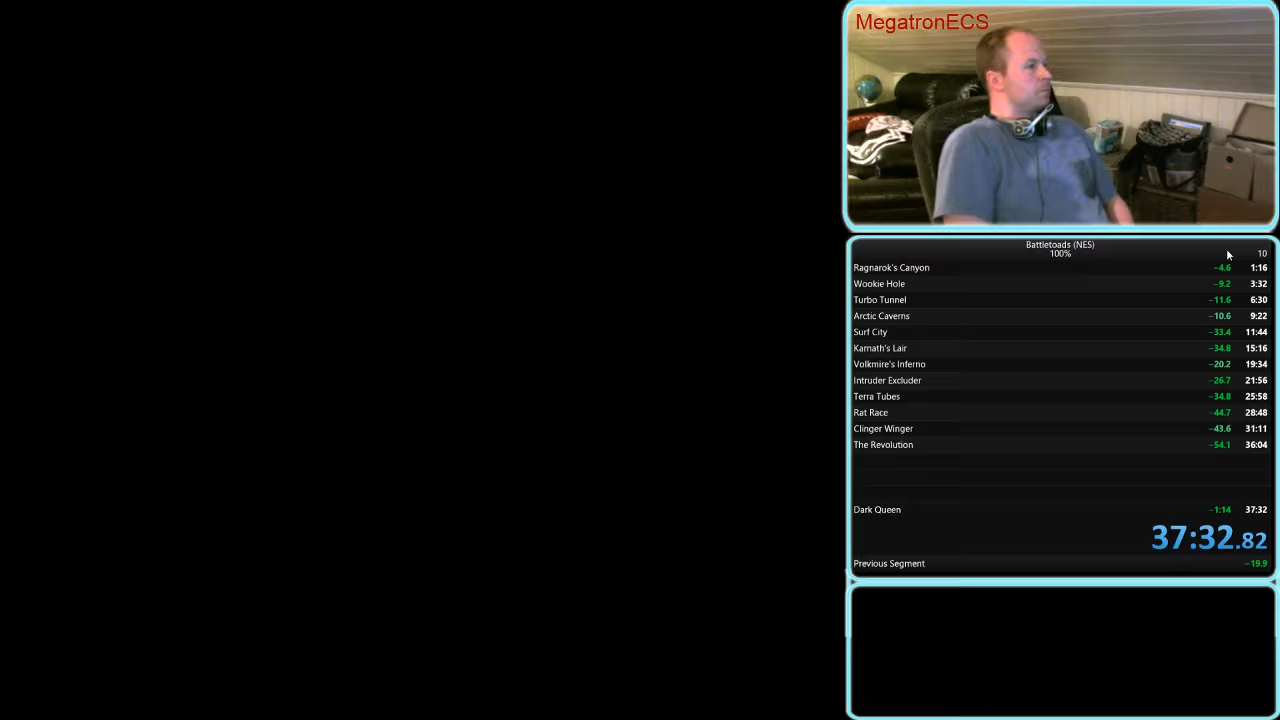 MegatronECS
Battletoads (NES)
100% 10
Ragnarok's Canyon −4.6 1:16
Wookie Hole −9.2 3:32
Turbo Tunnel −11.6 6:30
Arctic Caverns −10.6 9:22
Surf City −33.4 11:44
Karnath's Lair −34.8 15:16
Volkmire's Inferno −20.2 19:34
Intruder Excluder −26.7 21:56
Terra Tubes −34.8 25:58
Rat Race −44.7 28:48
Clinger Winger −43.6 31:11
The Revolution −54.1 36:04
Dark Queen −1:14 37:32
37:32.82
Previous Segment −19.9